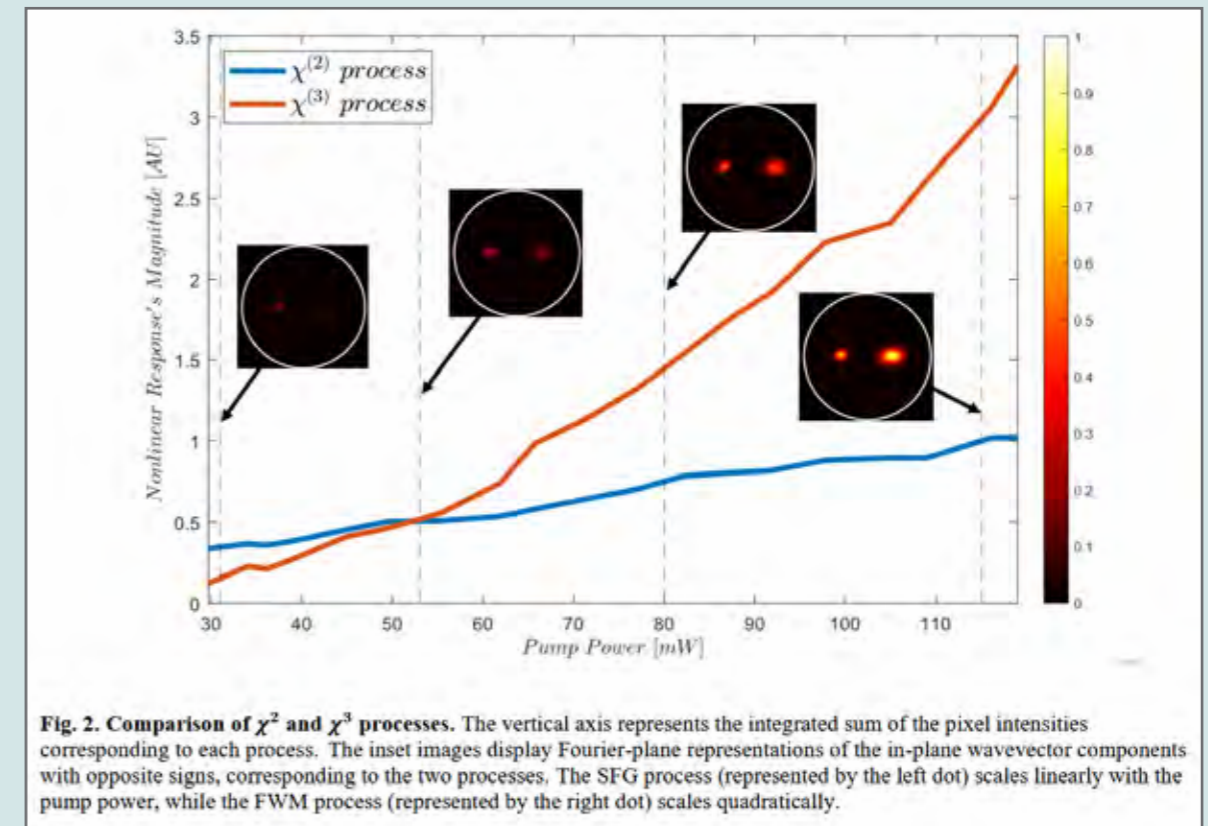 3.5
3
2.5
2
1.5
1
0.5
0
χ(2) process
χ(3) process
Nonlinear Response's Magnitude [AU]
30 40 50 60 70 80 90 100 110
Pump Power [mW]
1
0.9
0.8
0.7
0.6
0.5
0.4
0.3
0.2
0.1
0
Fig. 2. Comparison of χ² and χ³ processes. The vertical axis represents the integrated sum of the pixel intensities
corresponding to each process. The inset images display Fourier-plane representations of the in-plane wavevector components
with opposite signs, corresponding to the two processes. The SFG process (represented by the left dot) scales linearly with the
pump power, while the FWM process (represented by the right dot) scales quadratically.